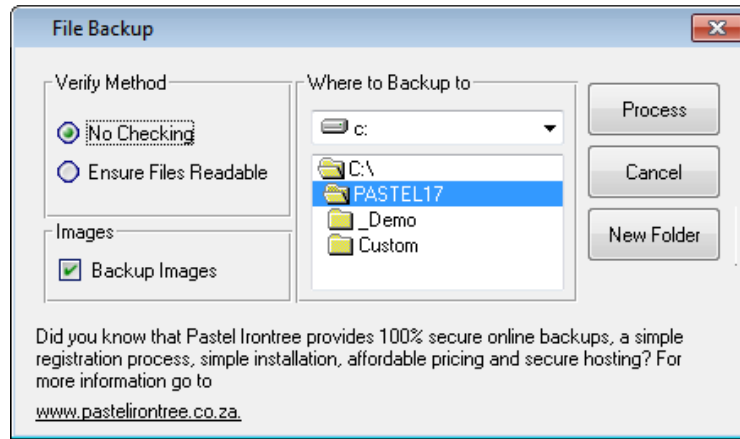 File Backup
Verify Method
No Checking
Ensure Files Readable
Images
Backup Images
Where to Backup to
c:
C:\
PASTEL17
_Demo
Custom
Process
Cancel
New Folder
Did you know that Pastel Irontree provides 100% secure online backups, a simple
registration process, simple installation, affordable pricing and secure hosting? For
more information go to
www.pastelirontree.co.za.